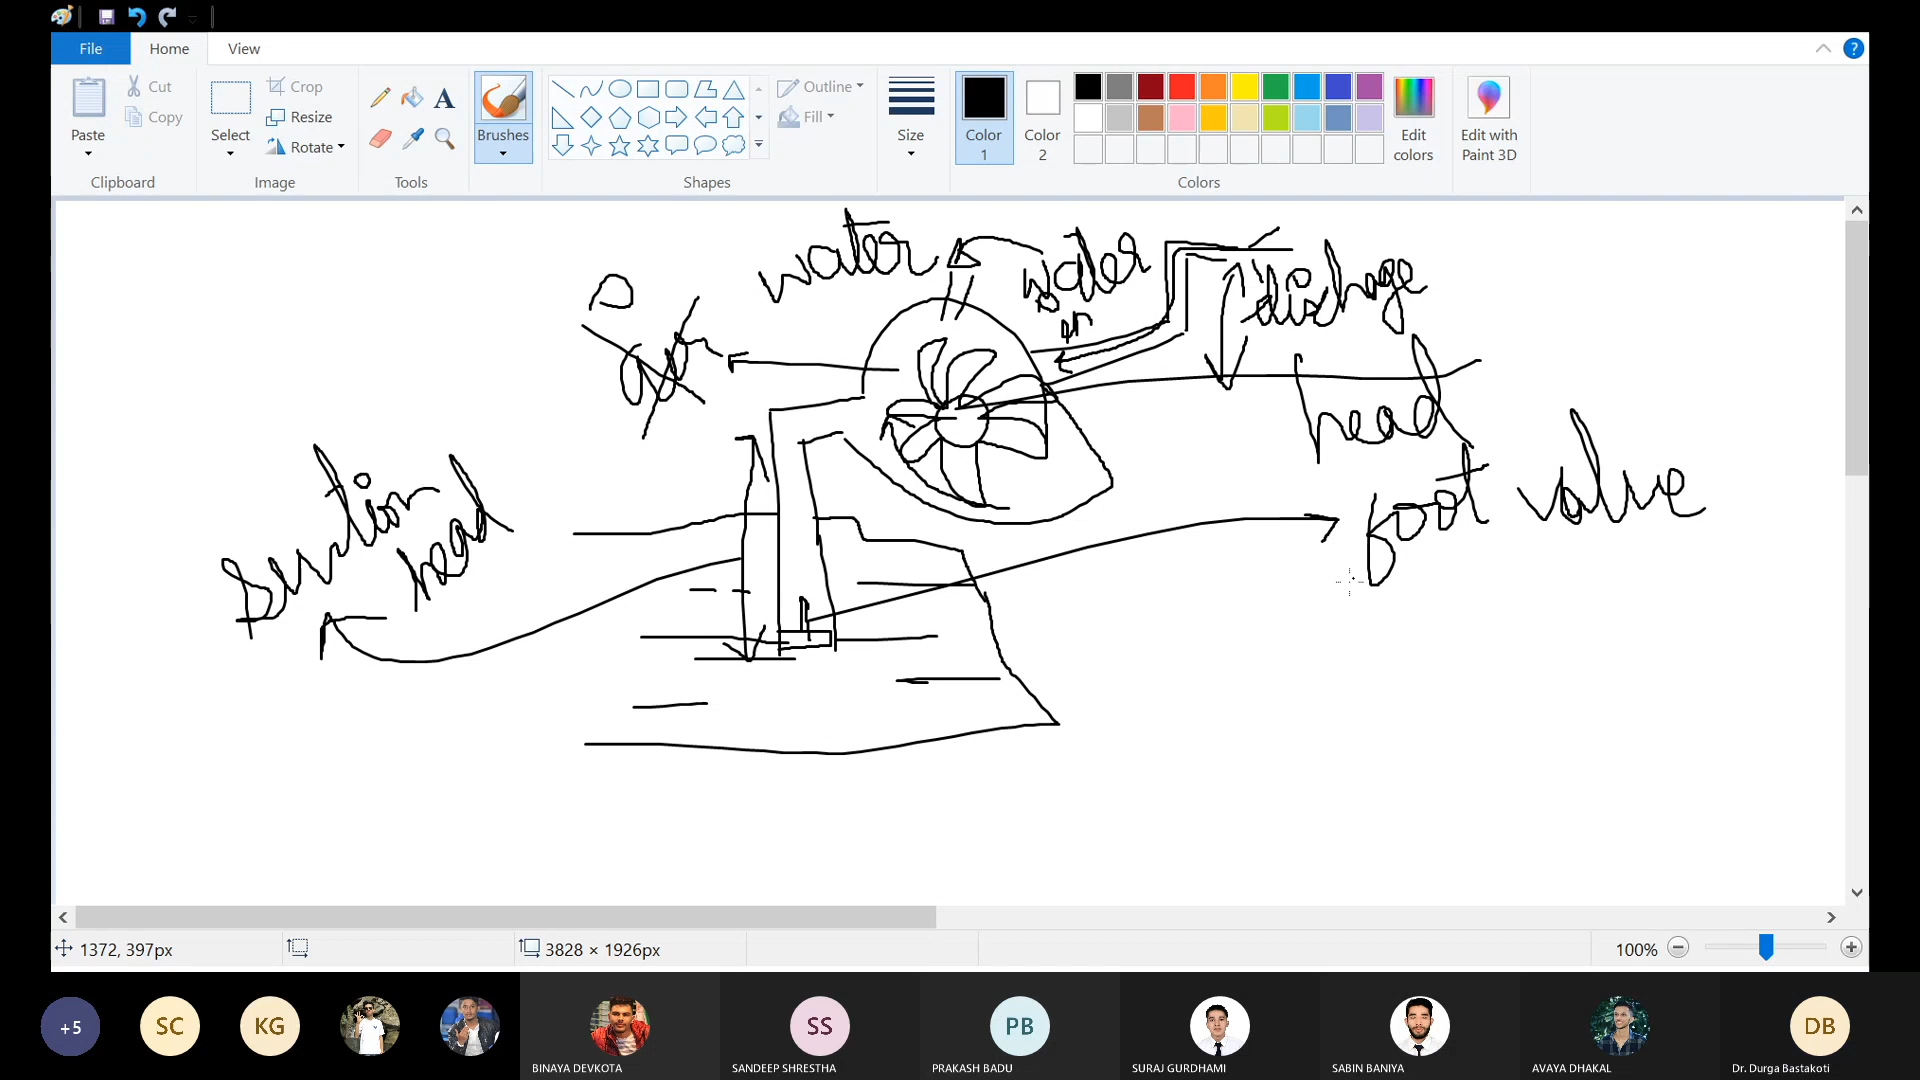 File
Home
View
?
Paste
Cut
Copy
Clipboard
Select
Crop
Resize
Rotate
Image
A
Tools
Brushes
Outline
Fill
Shapes
Size
Color
1
Color
2
Edit
colors
Colors
Edit with
Paint 3D
water
discharge
head
suction
head
foot valve
1372, 397px
3828 × 1926px
100%
+5
SC
KG
BINAYA DEVKOTA
SS
SANDEEP SHRESTHA
PB
PRAKASH BADU
SURAJ GURDHAMI
SABIN BANIYA
AVAYA DHAKAL
DB
Dr. Durga Bastakoti